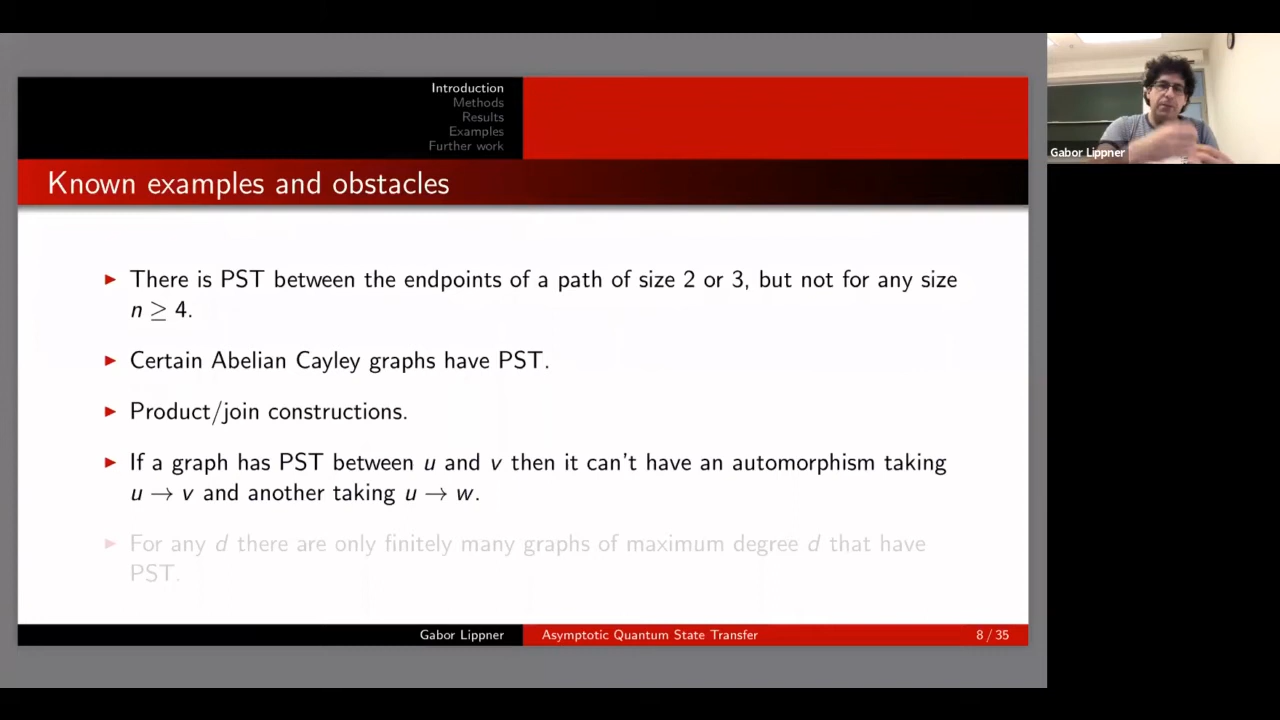 Introduction
Methods
Results
Examples
Further work
Known examples and obstacles
▶ There is PST between the endpoints of a path of size 2 or 3, but not for any size
n ≥ 4.
▶ Certain Abelian Cayley graphs have PST.
▶ Product/join constructions.
▶ If a graph has PST between u and v then it can't have an automorphism taking
u → v and another taking u → w.
▶ For any d there are only finitely many graphs of maximum degree d that have
PST.
Gabor Lippner
Asymptotic Quantum State Transfer
8 / 35
Gabor Lippner